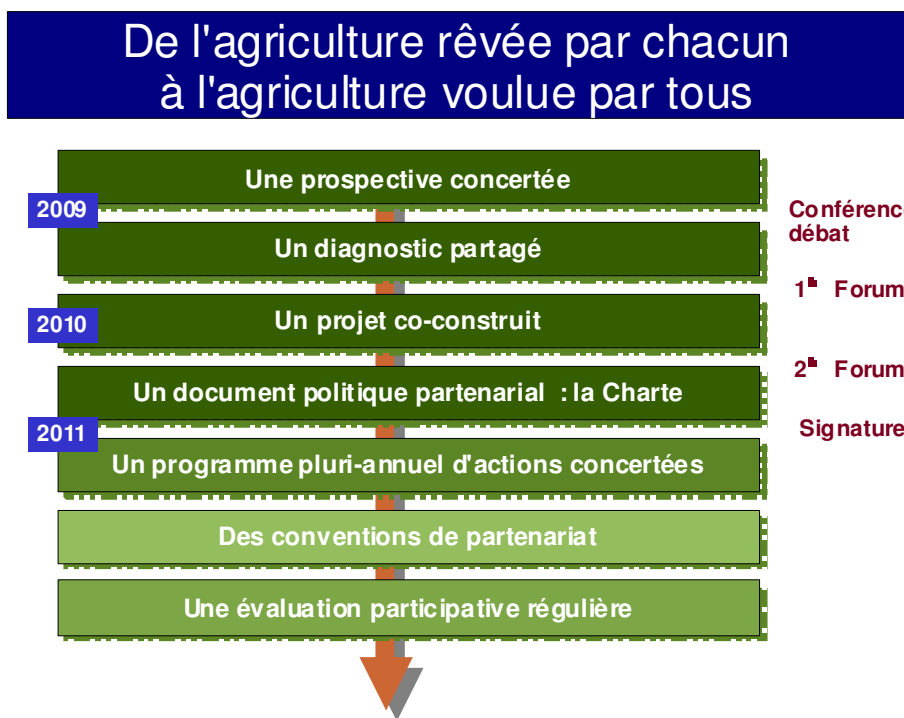 De l'agriculture rêvée par chacun
à l'agriculture voulue par tous
Une prospective concertée
2009
Conférence
débat
Un diagnostic partagé
1 Forum
Un projet co-construit
2010
2 Forum
Un document politique partenarial : la Charte
2011
Signature
Un programme pluri-annuel d'actions concertées
Des conventions de partenariat
Une évaluation participative régulière